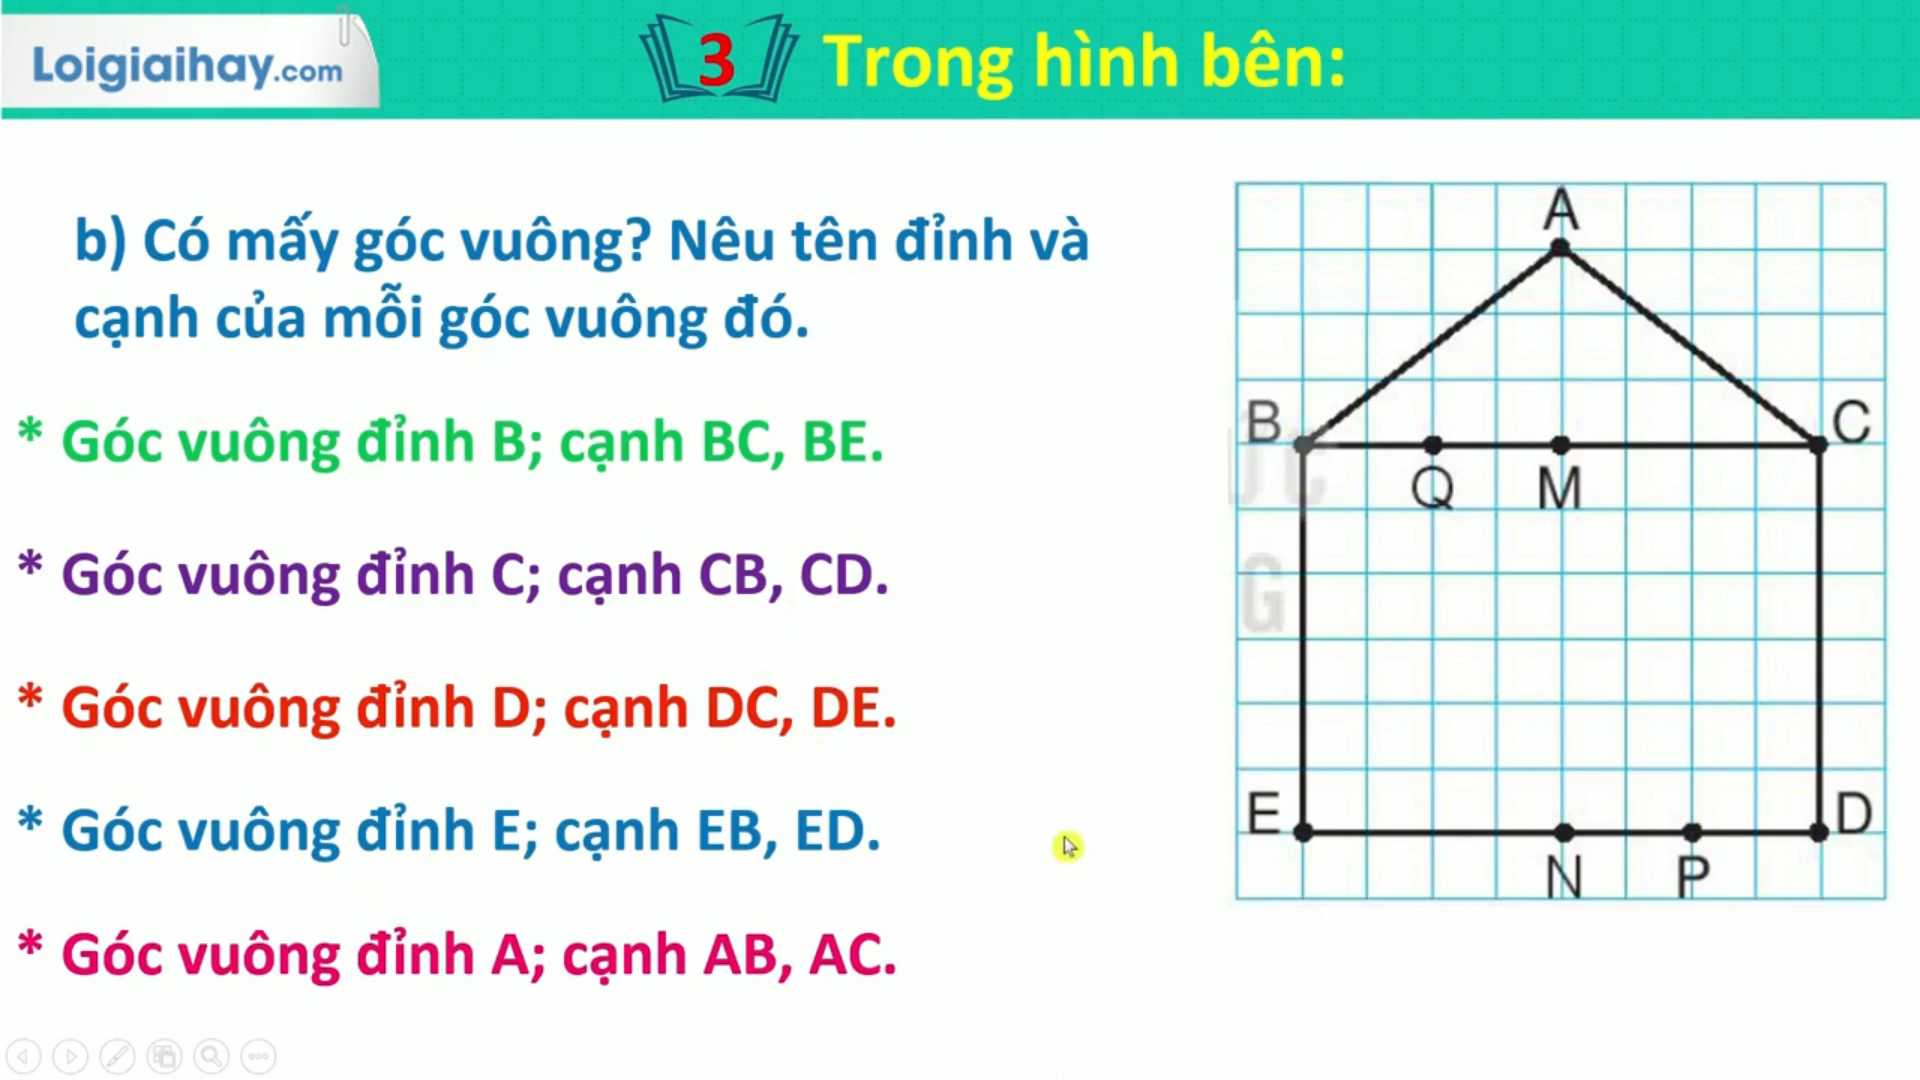 Loigiaihay.com
3 Trong hình bên:
b) Có mấy góc vuông? Nêu tên đỉnh và
cạnh của mỗi góc vuông đó.
* Góc vuông đỉnh B; cạnh BC, BE.
* Góc vuông đỉnh C; cạnh CB, CD.
* Góc vuông đỉnh D; cạnh DC, DE.
* Góc vuông đỉnh E; cạnh EB, ED.
* Góc vuông đỉnh A; cạnh AB, AC.
A
B C
Q M
G
E D
N P